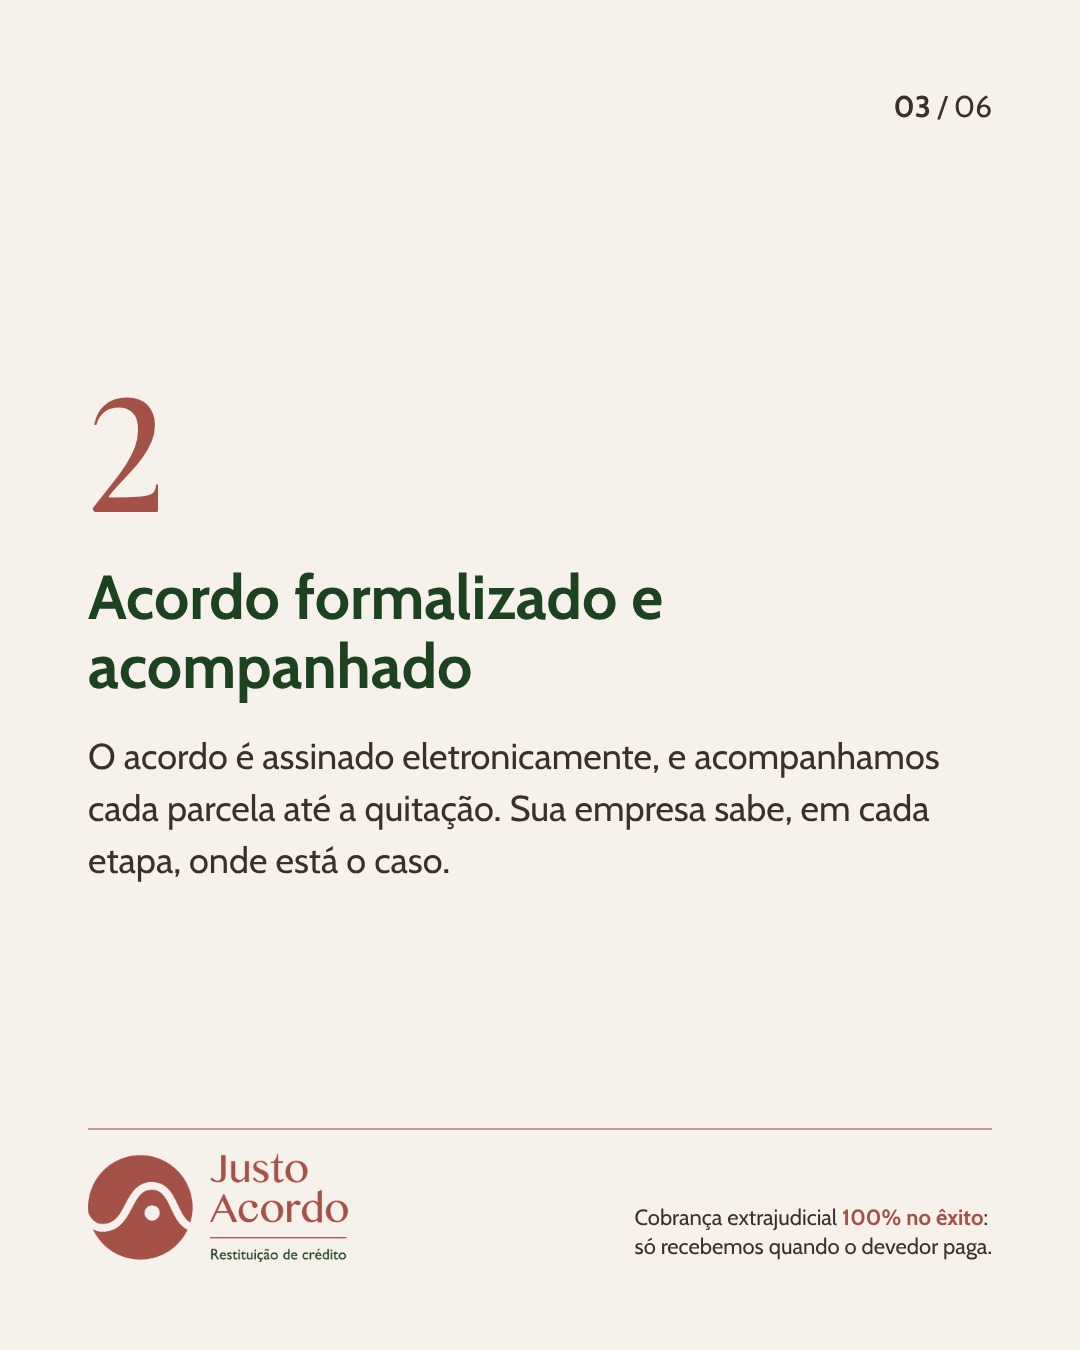 03 / 06
2
Acordo formalizado e
acompanhado
O acordo é assinado eletronicamente, e acompanhamos
cada parcela até a quitação. Sua empresa sabe, em cada
etapa, onde está o caso.
Justo
Acordo
Restituição de crédito
Cobrança extrajudicial 100% no êxito:
só recebemos quando o devedor paga.